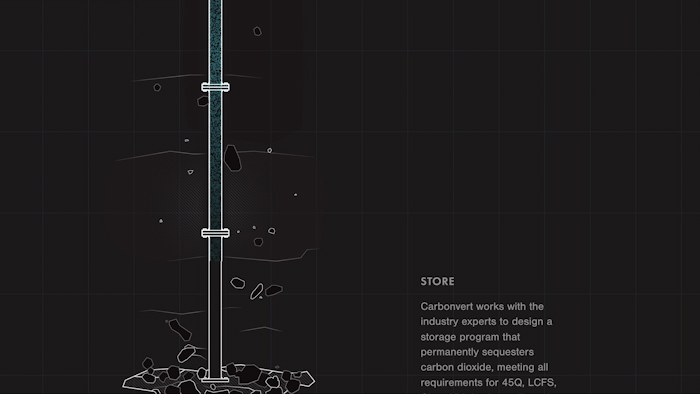 STORE
Carbonvert works with the
industry experts to design a
storage program that
permanently sequesters
carbon dioxide, meeting all
requirements for 45Q, LCFS,